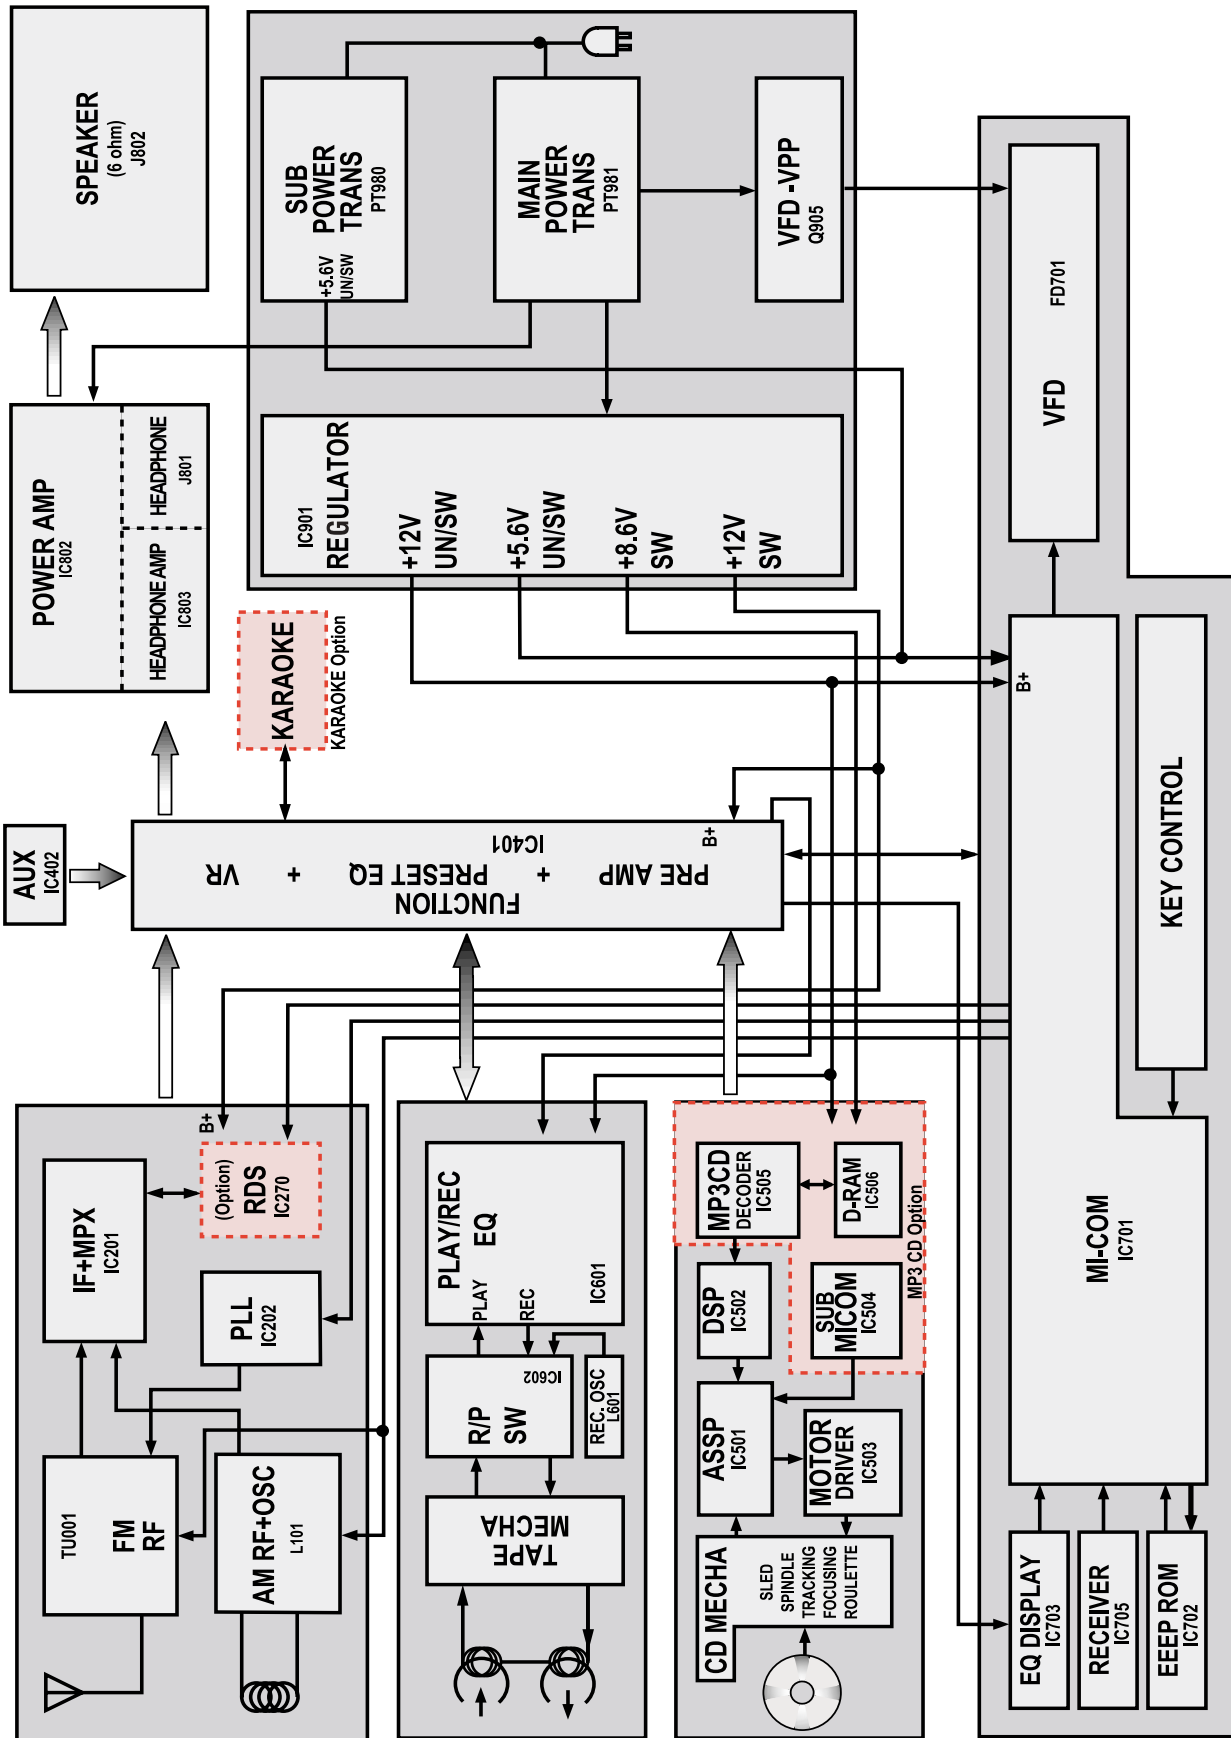 SPEAKER
(6 ohm)
J802
POWER AMP
IC802
HEADPHONE AMP
IC803
HEADPHONE
J801
SUB
POWER
TRANS
PT980
+5.6V
UN/SW
MAIN
POWER
TRANS
PT981
VFD -VPP
Q905
IC901
REGULATOR
+12V
UN/SW
+5.6V
UN/SW
+8.6V
SW
+12V
SW
VFD
FD701
AUX
IC402
KARAOKE
KARAOKE Option
FUNCTION
PRE AMP + PRESET EQ + VR
IC401
B+
B+
MI-COM
IC701
KEY CONTROL
EQ DISPLAY
IC703
RECEIVER
IC705
EEEP ROM
IC702
IF+MPX
IC201
B+
(Option)
RDS
IC270
PLL
IC202
TU001
FM
RF
AM RF+OSC
L101
PLAY/REC
EQ
PLAY
REC
IC601
R/P
SW
IC602
REC. OSC
L601
TAPE
MECHA
MP3CD
DECODER
IC505
D-RAM
IC506
MP3 CD Option
DSP
IC502
SUB
MICOM
IC504
ASSP
IC501
MOTOR
DRIVER
IC503
CD MECHA
SLED
SPINDLE
TRACKING
FOCUSING
ROULETTE